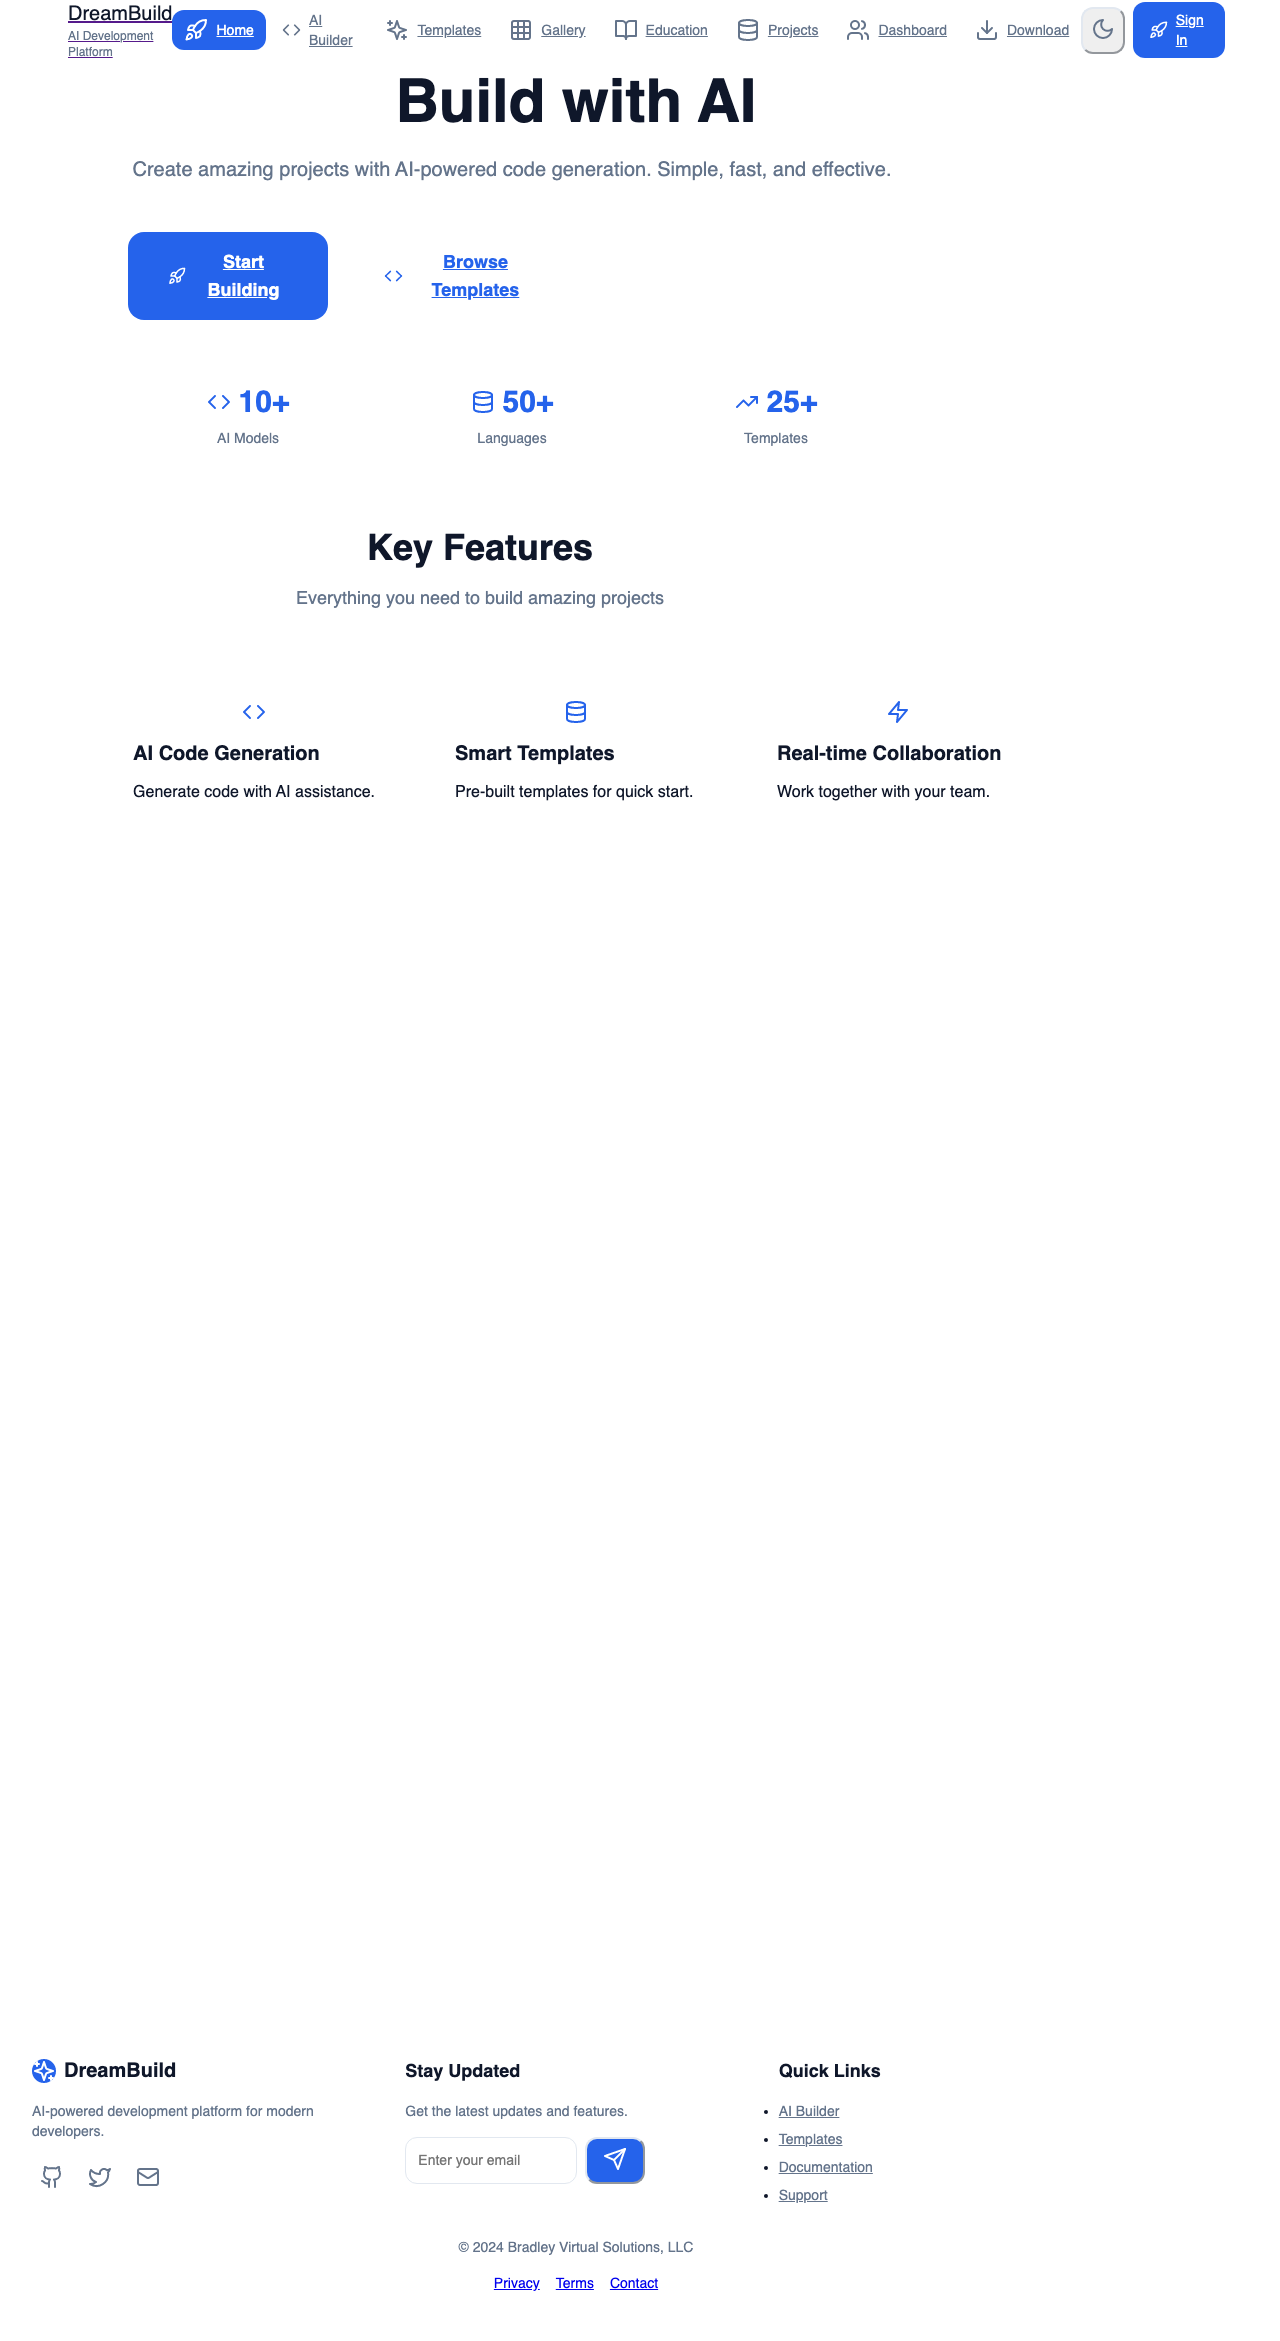 DreamBuild
AI Development
Platform
Home
AI
Builder
Templates
Gallery
Education
Projects
Dashboard
Download
Sign
In
Build with AI
Create amazing projects with AI-powered code generation. Simple, fast, and effective.
Start
Building
Browse
Templates
10+
AI Models
50+
Languages
25+
Templates
Key Features
Everything you need to build amazing projects
AI Code Generation
Generate code with AI assistance.
Smart Templates
Pre-built templates for quick start.
Real-time Collaboration
Work together with your team.
DreamBuild
AI-powered development platform for modern
developers.
Stay Updated
Get the latest updates and features.
Enter your email
Quick Links
AI Builder
Templates
Documentation
Support
© 2024 Bradley Virtual Solutions, LLC
Privacy Terms Contact